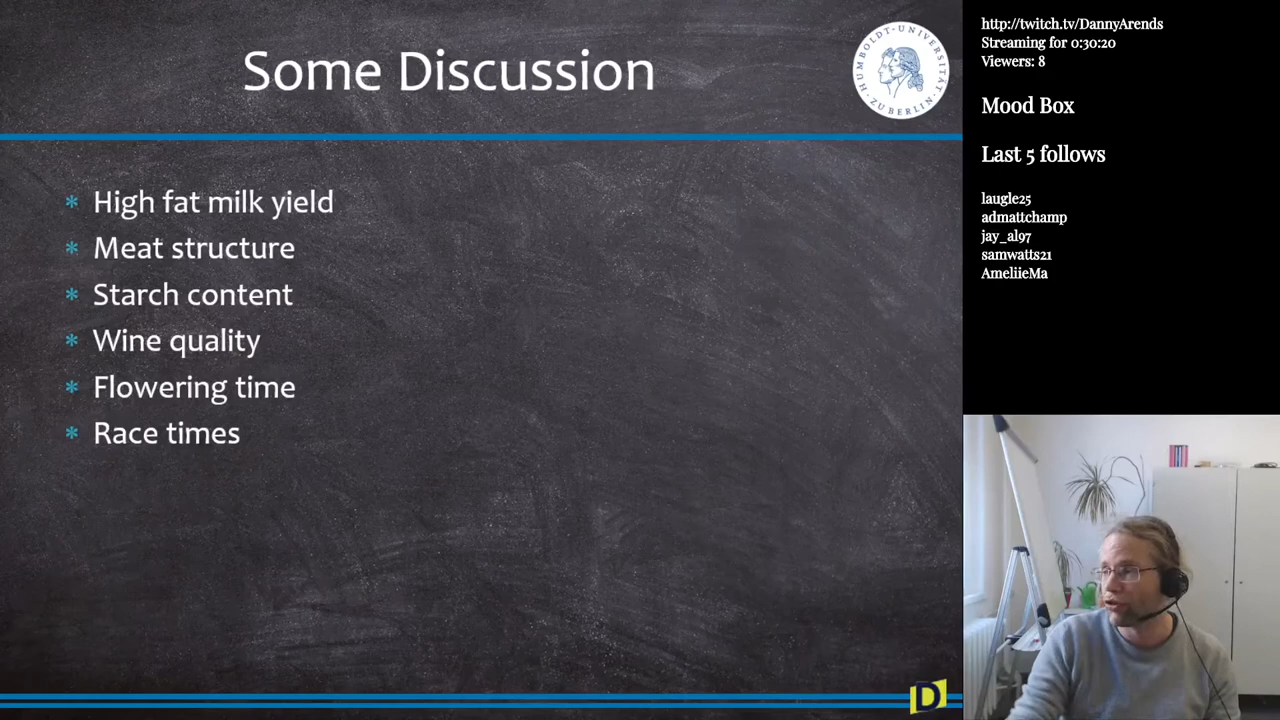 Some Discussion
HUMBOLDT-UNIVERSITÄT
ZU BERLIN
* High fat milk yield
* Meat structure
* Starch content
* Wine quality
* Flowering time
* Race times
D
http://twitch.tv/DannyArends
Streaming for 0:30:20
Viewers: 8
Mood Box
Last 5 follows
laugle25
admattchamp
jay_al97
samwatts21
AmeliieMa